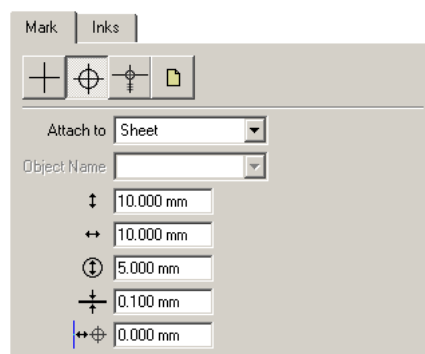 Mark Inks
Attach to Sheet
Object Name
10.000 mm
10.000 mm
5.000 mm
0.100 mm
0.000 mm